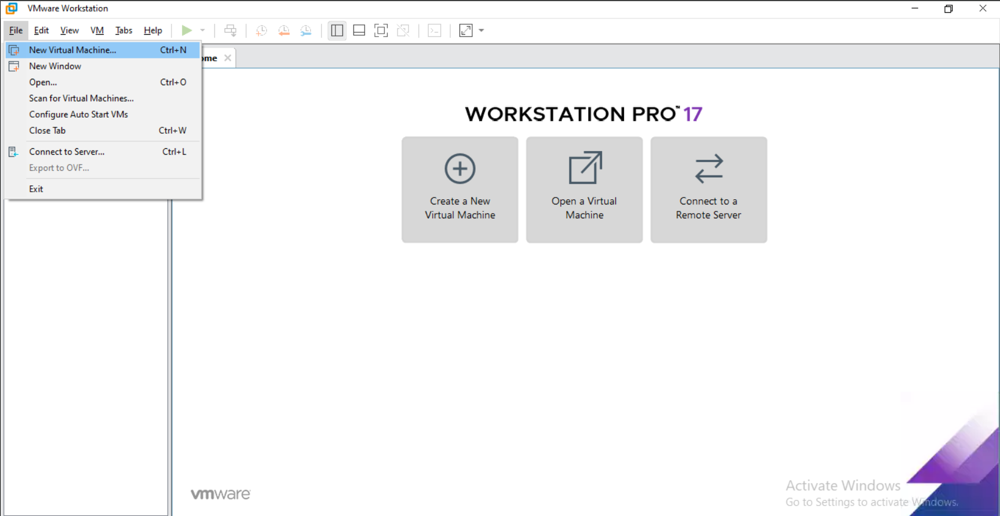 VMware Workstation
File Edit View VM Tabs Help
New Virtual Machine... Ctrl+N
New Window
Open... Ctrl+O
Scan for Virtual Machines...
Configure Auto Start VMs
Close Tab Ctrl+W
Connect to Server... Ctrl+L
Export to OVF...
Exit
ome
WORKSTATION PRO™ 17
Create a New
Virtual Machine
Open a Virtual
Machine
Connect to a
Remote Server
vmware
Activate Windows
Go to Settings to activate Windows.